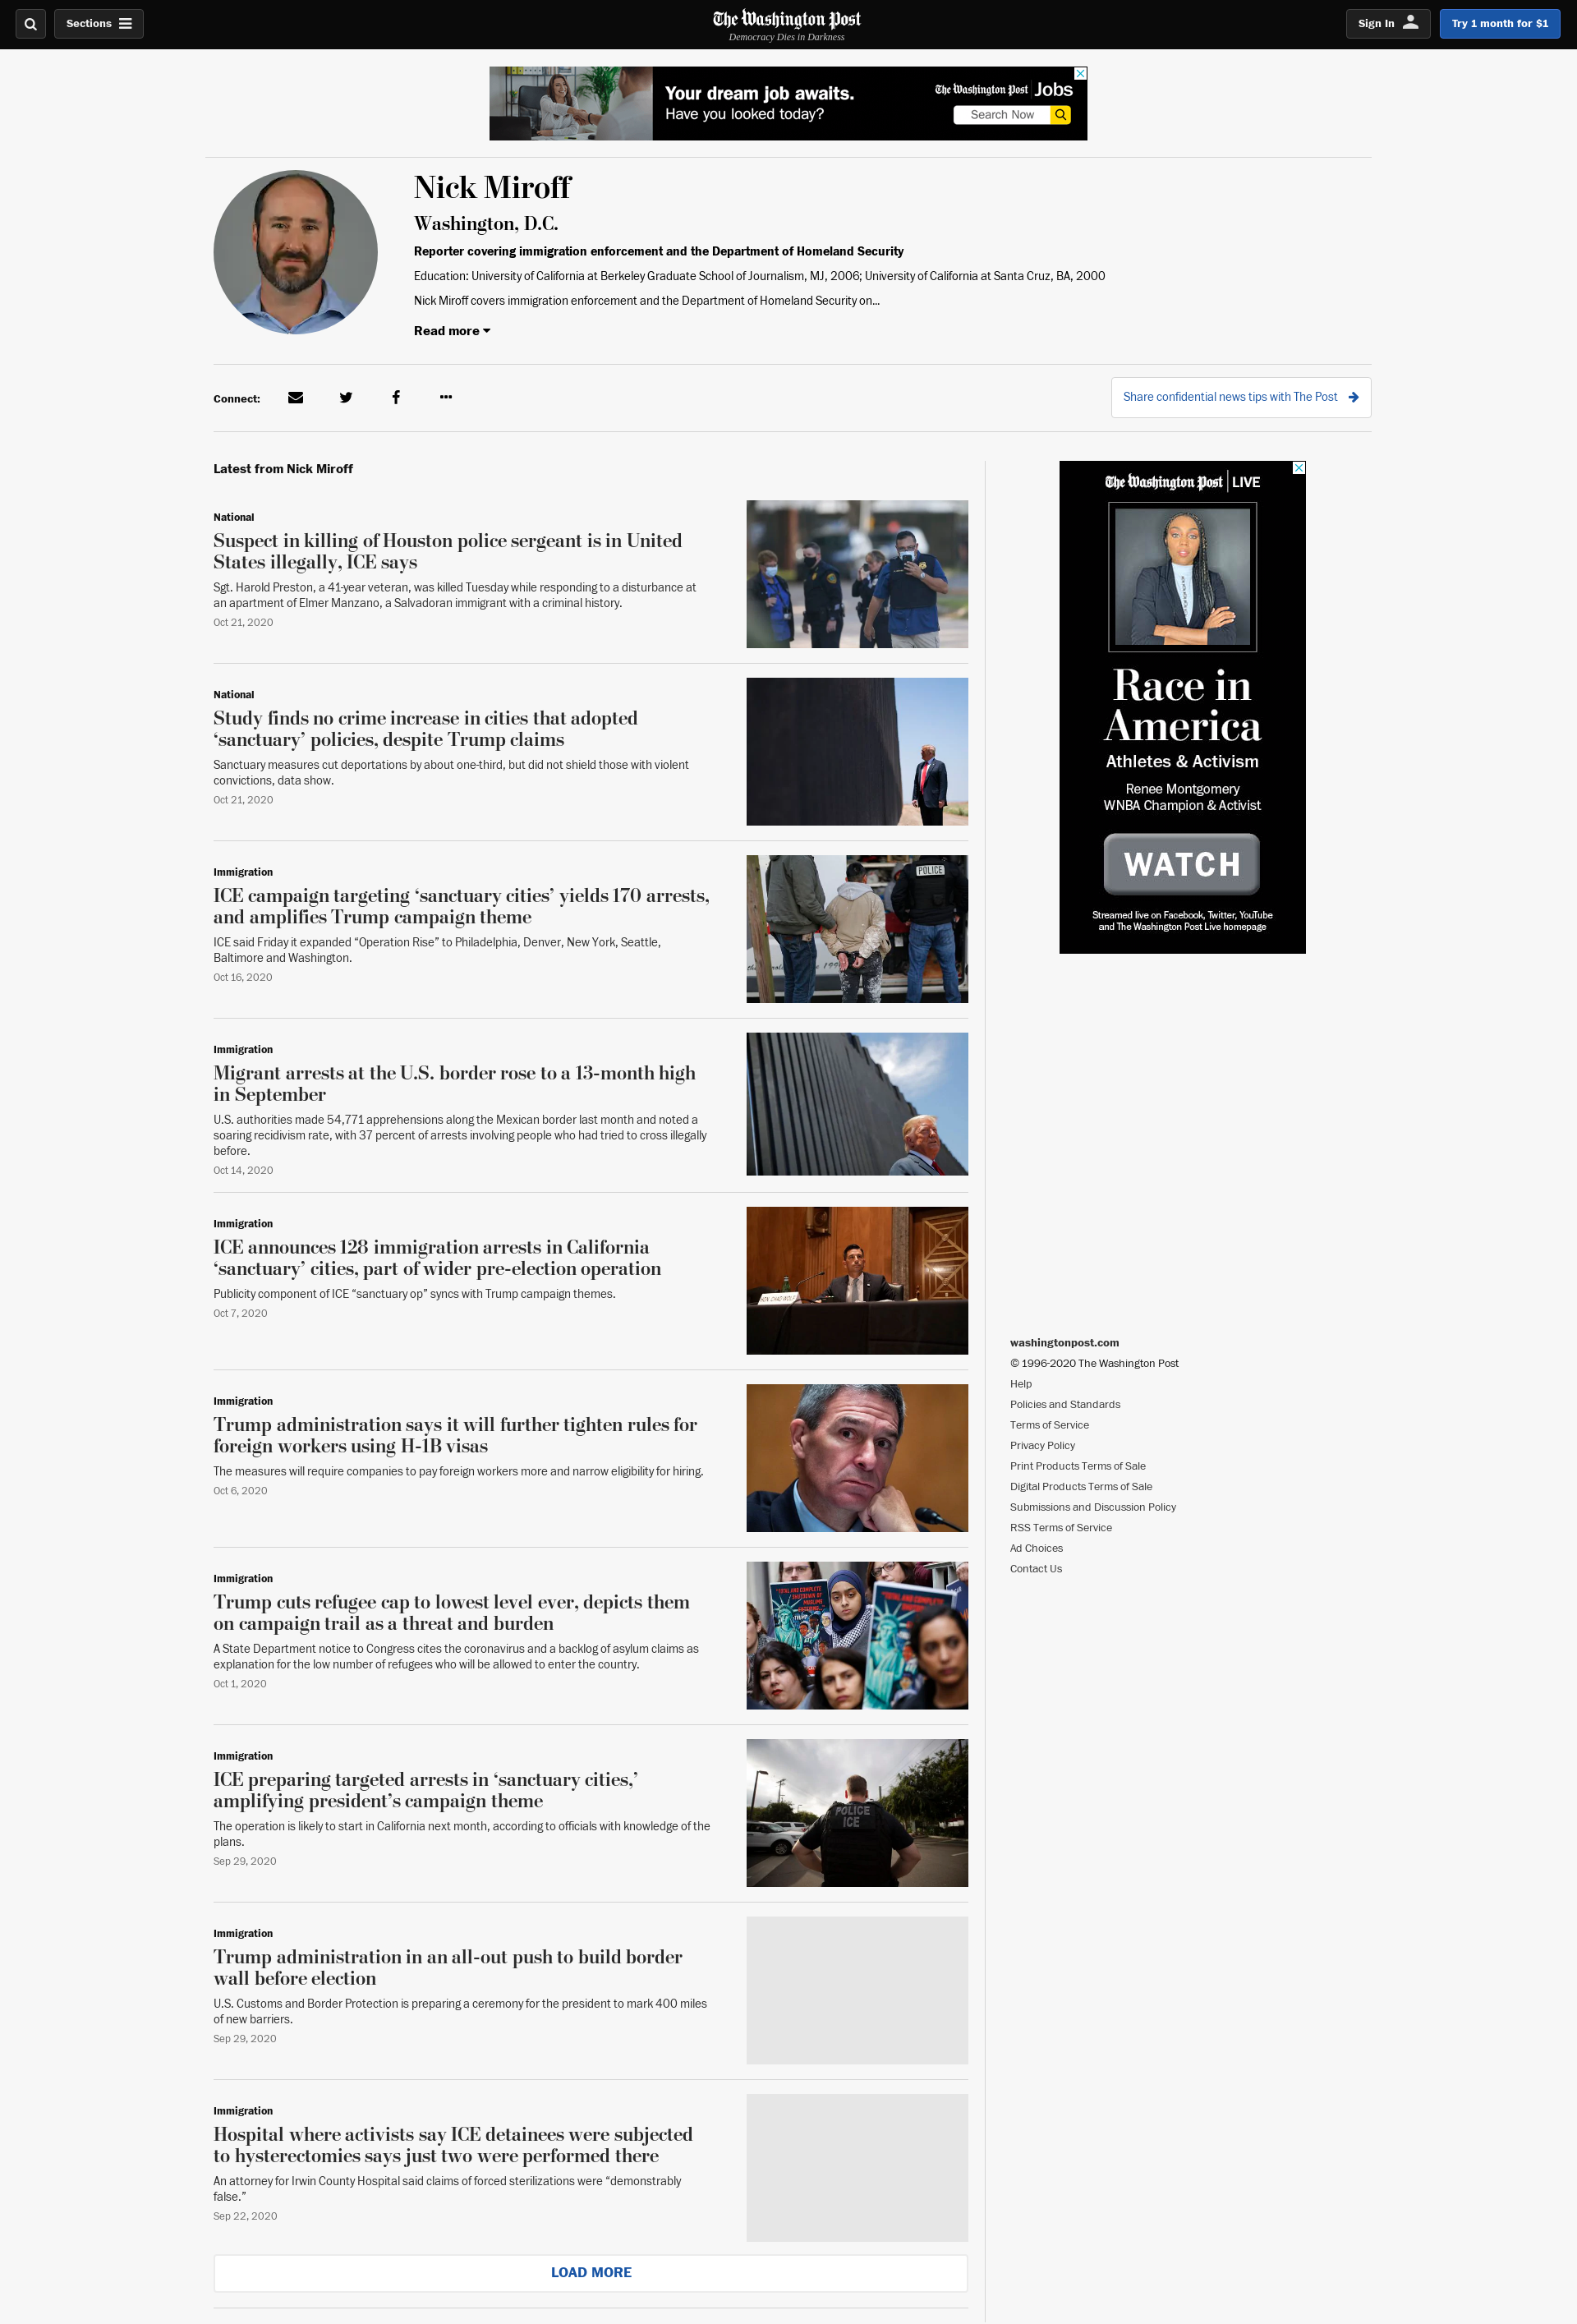 Sections
The Washington Post
Democracy Dies in Darkness
Sign In
Try 1 month for $1
Your dream job awaits.
Have you looked today?
The Washington Post Jobs
Search Now
Nick Miroff
Washington, D.C.
Reporter covering immigration enforcement and the Department of Homeland Security
Education: University of California at Berkeley Graduate School of Journalism, MJ, 2006; University of California at Santa Cruz, BA, 2000
Nick Miroff covers immigration enforcement and the Department of Homeland Security on...
Read more
Connect:
Share confidential news tips with The Post
Latest from Nick Miroff
National
Suspect in killing of Houston police sergeant is in United
States illegally, ICE says
Sgt. Harold Preston, a 41-year veteran, was killed Tuesday while responding to a disturbance at
an apartment of Elmer Manzano, a Salvadoran immigrant with a criminal history.
Oct 21, 2020
National
Study finds no crime increase in cities that adopted
‘sanctuary’ policies, despite Trump claims
Sanctuary measures cut deportations by about one-third, but did not shield those with violent
convictions, data show.
Oct 21, 2020
Immigration
ICE campaign targeting ‘sanctuary cities’ yields 170 arrests,
and amplifies Trump campaign theme
ICE said Friday it expanded “Operation Rise” to Philadelphia, Denver, New York, Seattle,
Baltimore and Washington.
Oct 16, 2020
POLICE
Immigration
Migrant arrests at the U.S. border rose to a 13-month high
in September
U.S. authorities made 54,771 apprehensions along the Mexican border last month and noted a
soaring recidivism rate, with 37 percent of arrests involving people who had tried to cross illegally
before.
Oct 14, 2020
Immigration
ICE announces 128 immigration arrests in California
‘sanctuary’ cities, part of wider pre-election operation
Publicity component of ICE “sanctuary op” syncs with Trump campaign themes.
Oct 7, 2020
Immigration
Trump administration says it will further tighten rules for
foreign workers using H-1B visas
The measures will require companies to pay foreign workers more and narrow eligibility for hiring.
Oct 6, 2020
Immigration
Trump cuts refugee cap to lowest level ever, depicts them
on campaign trail as a threat and burden
A State Department notice to Congress cites the coronavirus and a backlog of asylum claims as
explanation for the low number of refugees who will be allowed to enter the country.
Oct 1, 2020
Immigration
ICE preparing targeted arrests in ‘sanctuary cities,’
amplifying president’s campaign theme
The operation is likely to start in California next month, according to officials with knowledge of the
plans.
Sep 29, 2020
POLICE
ICE
Immigration
Trump administration in an all-out push to build border
wall before election
U.S. Customs and Border Protection is preparing a ceremony for the president to mark 400 miles
of new barriers.
Sep 29, 2020
Immigration
Hospital where activists say ICE detainees were subjected
to hysterectomies says just two were performed there
An attorney for Irwin County Hospital said claims of forced sterilizations were “demonstrably
false.”
Sep 22, 2020
LOAD MORE
The Washington Post LIVE
Race in
America
Athletes & Activism
Renee Montgomery
WNBA Champion & Activist
WATCH
Streamed live on Facebook, Twitter, YouTube
and The Washington Post Live homepage
washingtonpost.com
© 1996-2020 The Washington Post
Help
Policies and Standards
Terms of Service
Privacy Policy
Print Products Terms of Sale
Digital Products Terms of Sale
Submissions and Discussion Policy
RSS Terms of Service
Ad Choices
Contact Us